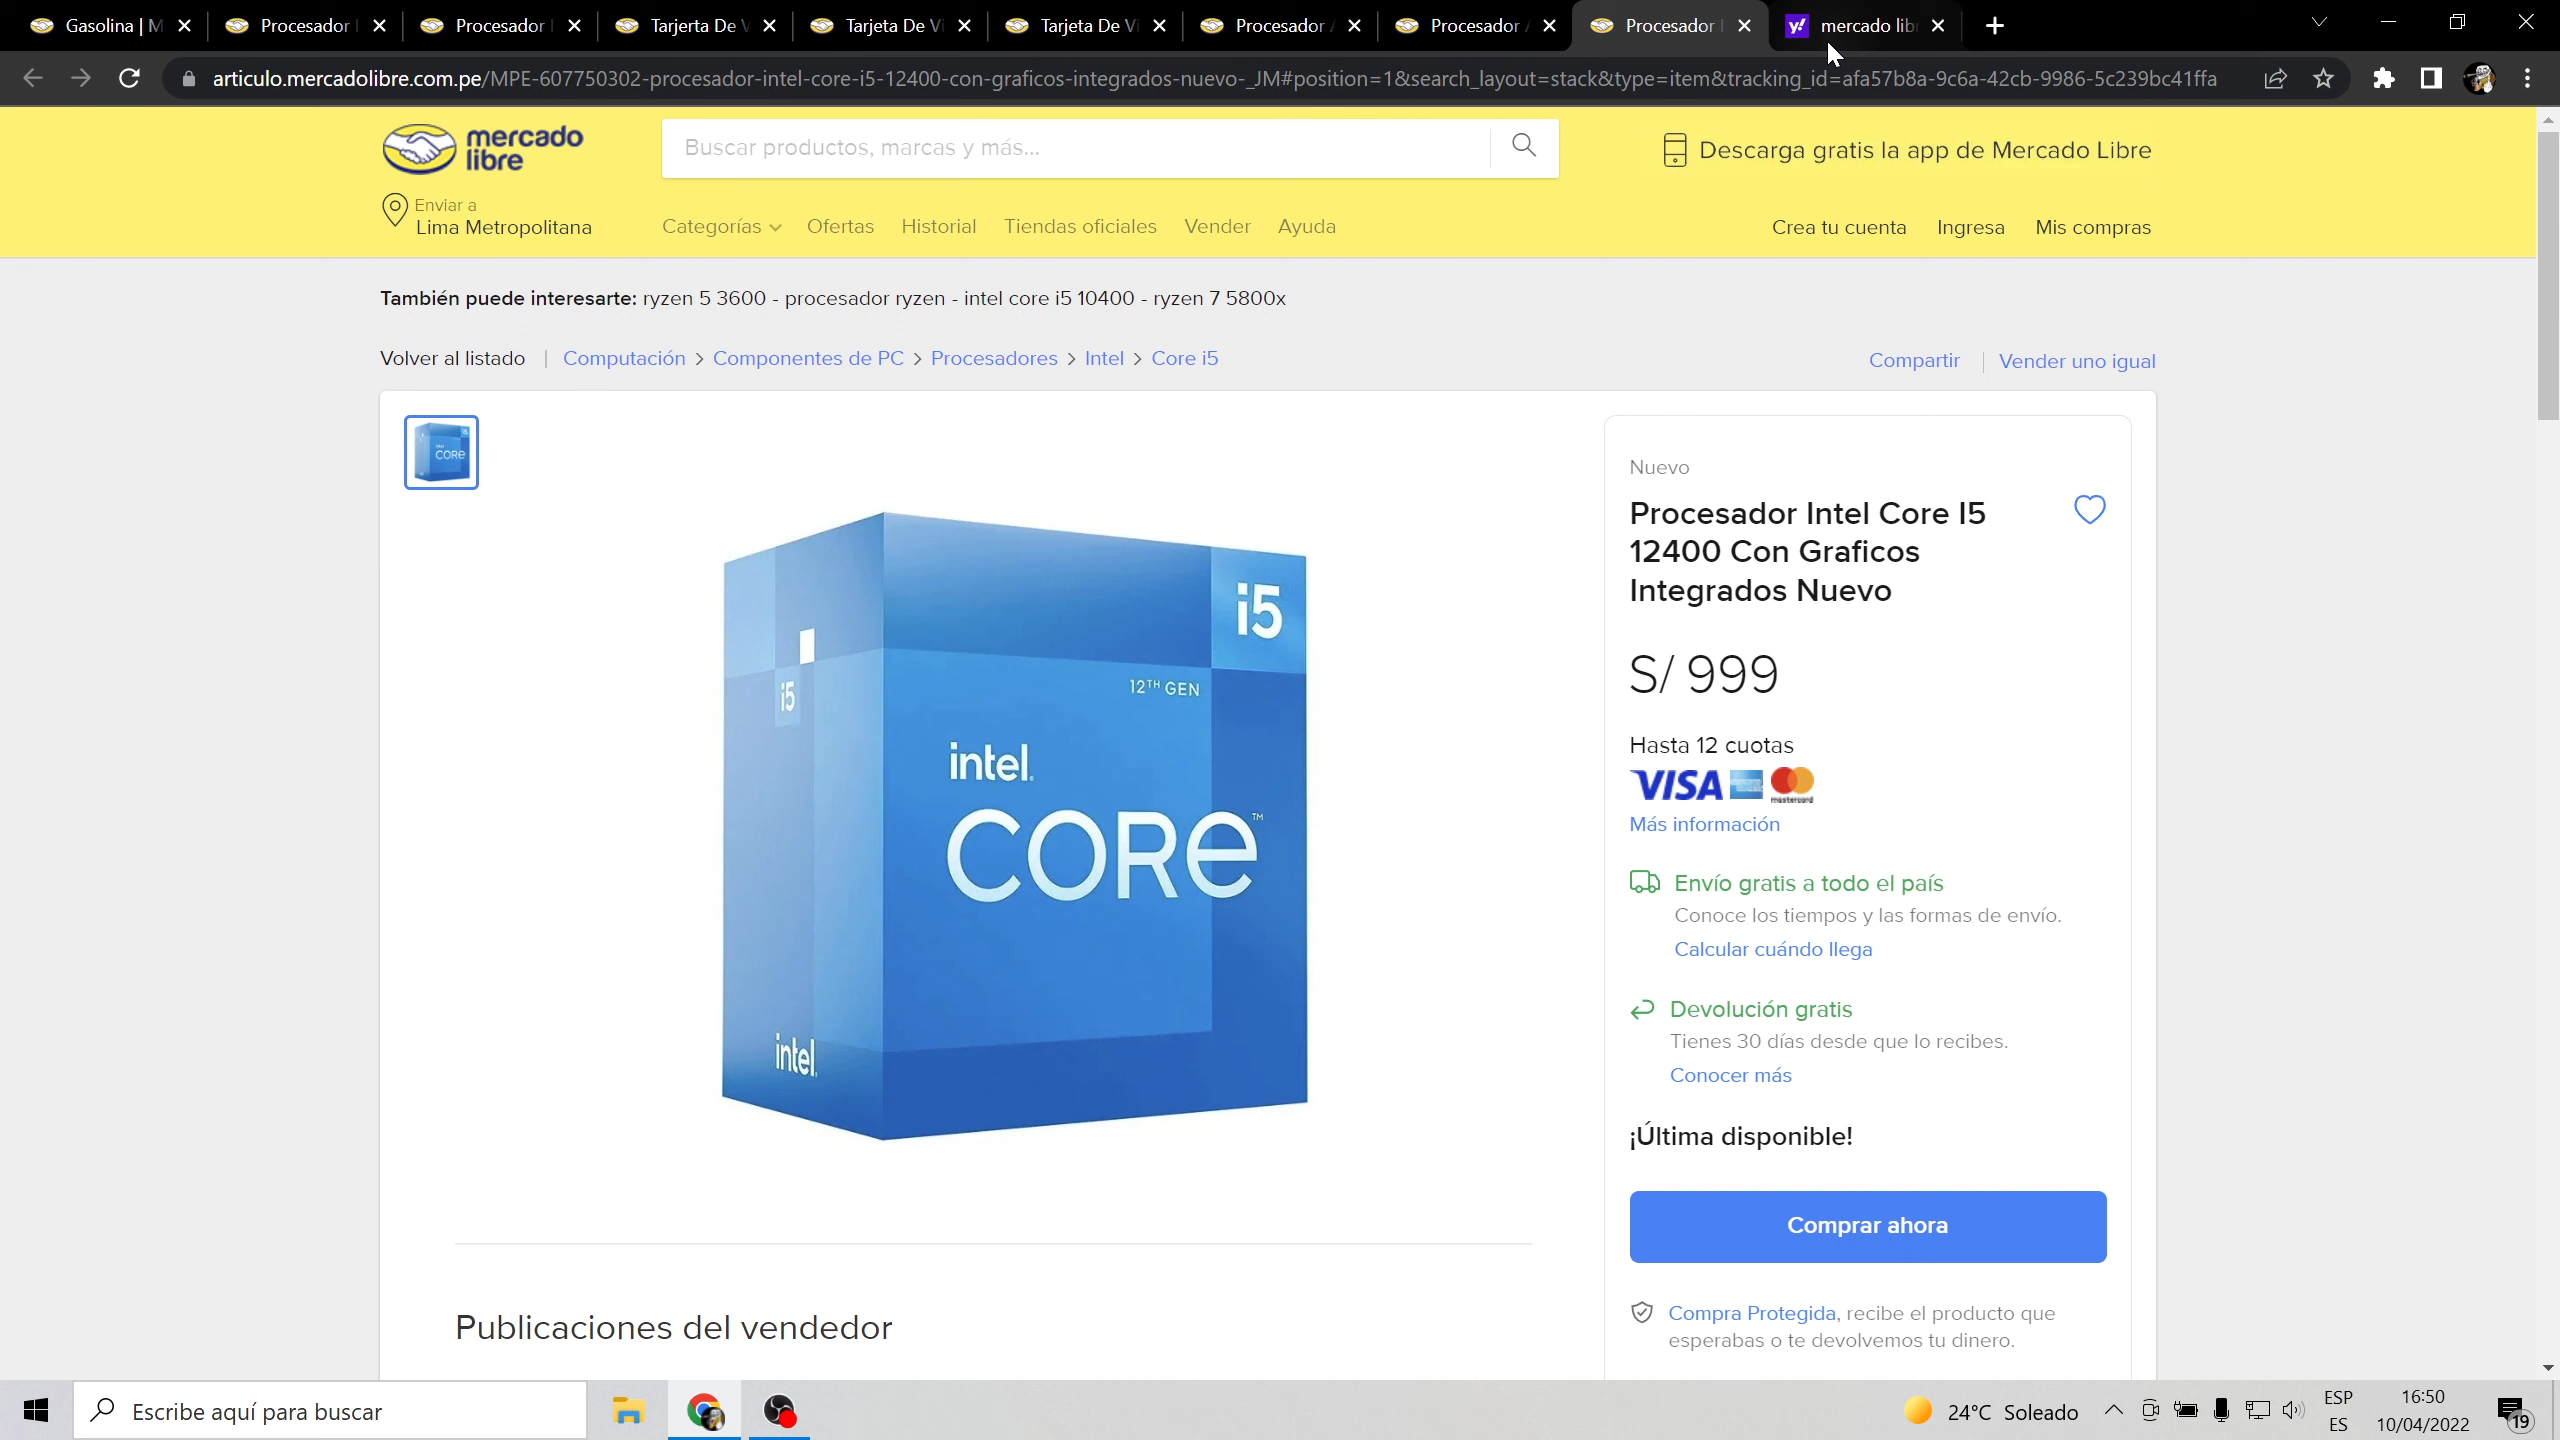 Gasolina | M
Procesador I
Procesador I
Tarjerta De V
Tarjeta De Vi
Tarjeta De Vi
Procesador A
Procesador A
Procesador I
y!
mercado lib
articulo.mercadolibre.com.pe/MPE-607750302-procesador-intel-core-i5-12400-con-graficos-integrados-nuevo-_JM#position=1&search_layout=stack&type=item&tracking_id=afa57b8a-9c6a-42cb-9986-5c239bc41ffa
mercado
libre
Buscar productos, marcas y más...
Descarga gratis la app de Mercado Libre
Enviar a
Lima Metropolitana
Categorías
Ofertas
Historial
Tiendas oficiales
Vender
Ayuda
Crea tu cuenta
Ingresa
Mis compras
También puede interesarte: ryzen 5 3600 - procesador ryzen - intel core i5 10400 - ryzen 7 5800x
Volver al listado | Computación > Componentes de PC > Procesadores > Intel > Core i5
Compartir | Vender uno igual
CORe
i5
12TH GEN
i5
intel.
CORe™
intel.
Nuevo
Procesador Intel Core I5
12400 Con Graficos
Integrados Nuevo
S/ 999
Hasta 12 cuotas
VISA
mastercard
Más información
Envío gratis a todo el país
Conoce los tiempos y las formas de envío.
Calcular cuándo llega
Devolución gratis
Tienes 30 días desde que lo recibes.
Conocer más
¡Última disponible!
Comprar ahora
Compra Protegida, recibe el producto que
esperabas o te devolvemos tu dinero.
Publicaciones del vendedor
Escribe aquí para buscar
24°C Soleado
ESP
ES
16:50
10/04/2022
19